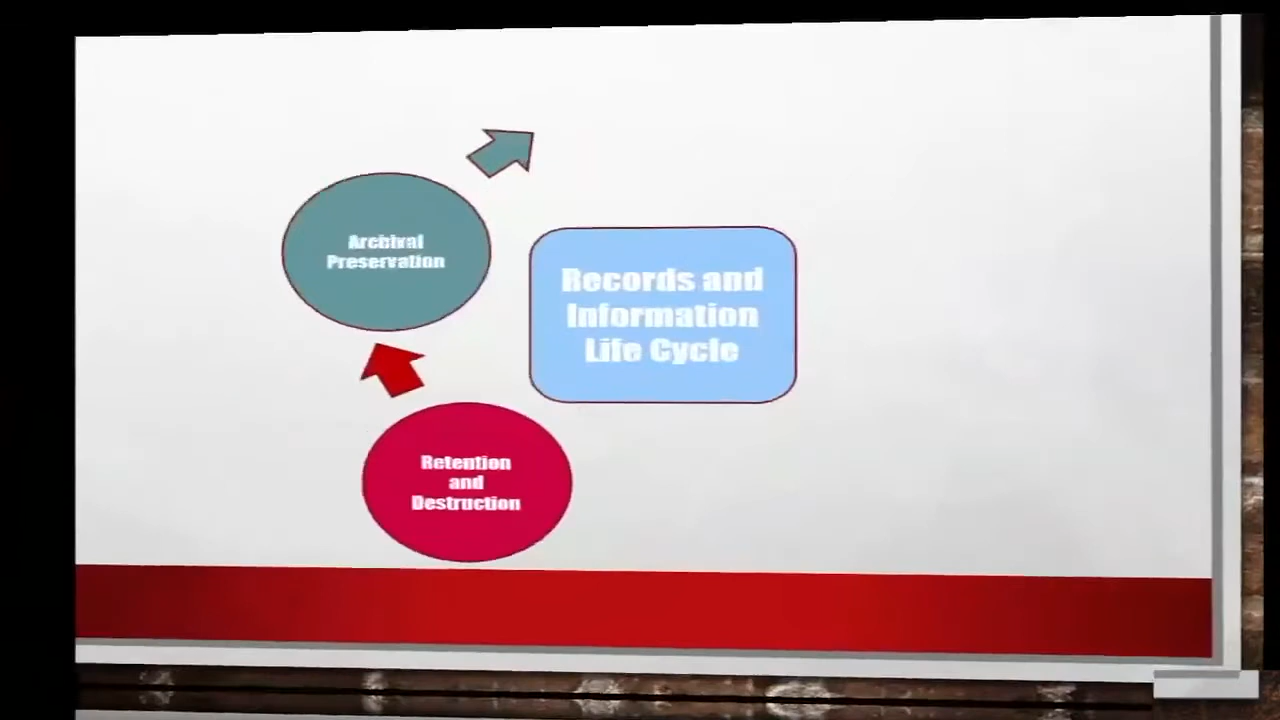 Archival
Preservation
Records and
Information
Life Cycle
Retention
and
Destruction